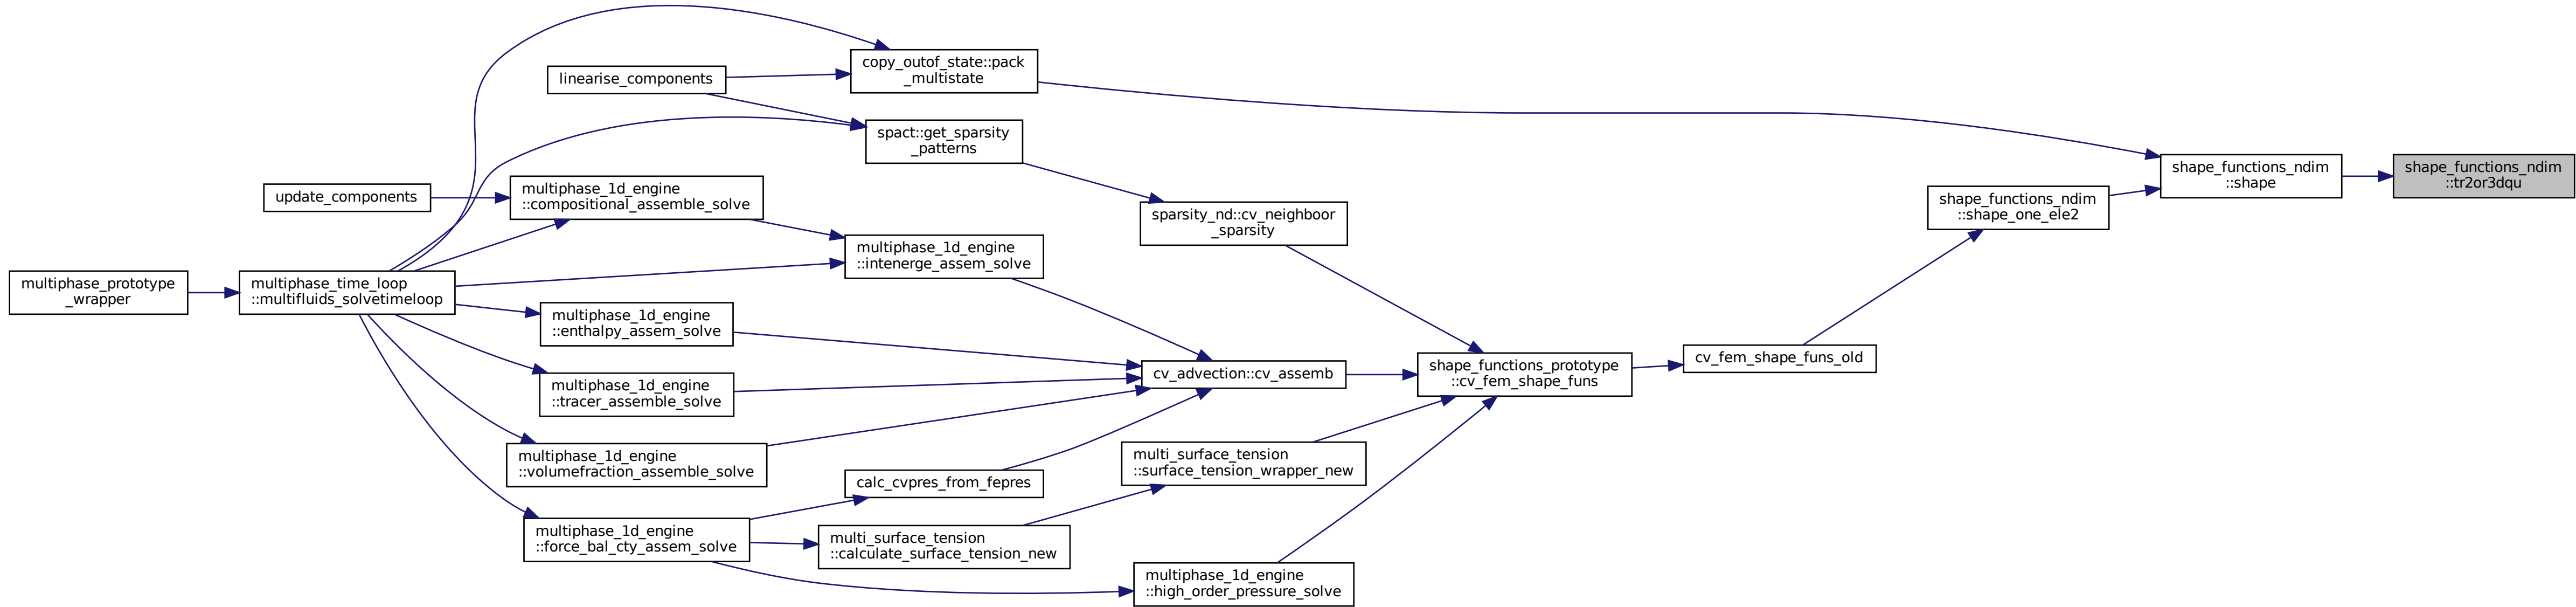 copy_outof_state::pack
_multistate
linearise_components
spact::get_sparsity
_patterns
shape_functions_ndim
::shape
shape_functions_ndim
::tr2or3dqu
update_components
multiphase_1d_engine
::compositional_assemble_solve
shape_functions_ndim
::shape_one_ele2
sparsity_nd::cv_neighboor
_sparsity
multiphase_1d_engine
::intenerge_assem_solve
multiphase_prototype
_wrapper
multiphase_time_loop
::multifluids_solvetimeloop
multiphase_1d_engine
::enthalpy_assem_solve
cv_fem_shape_funs_old
shape_functions_prototype
::cv_fem_shape_funs
cv_advection::cv_assemb
multiphase_1d_engine
::tracer_assemble_solve
multiphase_1d_engine
::volumefraction_assemble_solve
multi_surface_tension
::surface_tension_wrapper_new
calc_cvpres_from_fepres
multiphase_1d_engine
::force_bal_cty_assem_solve
multi_surface_tension
::calculate_surface_tension_new
multiphase_1d_engine
::high_order_pressure_solve